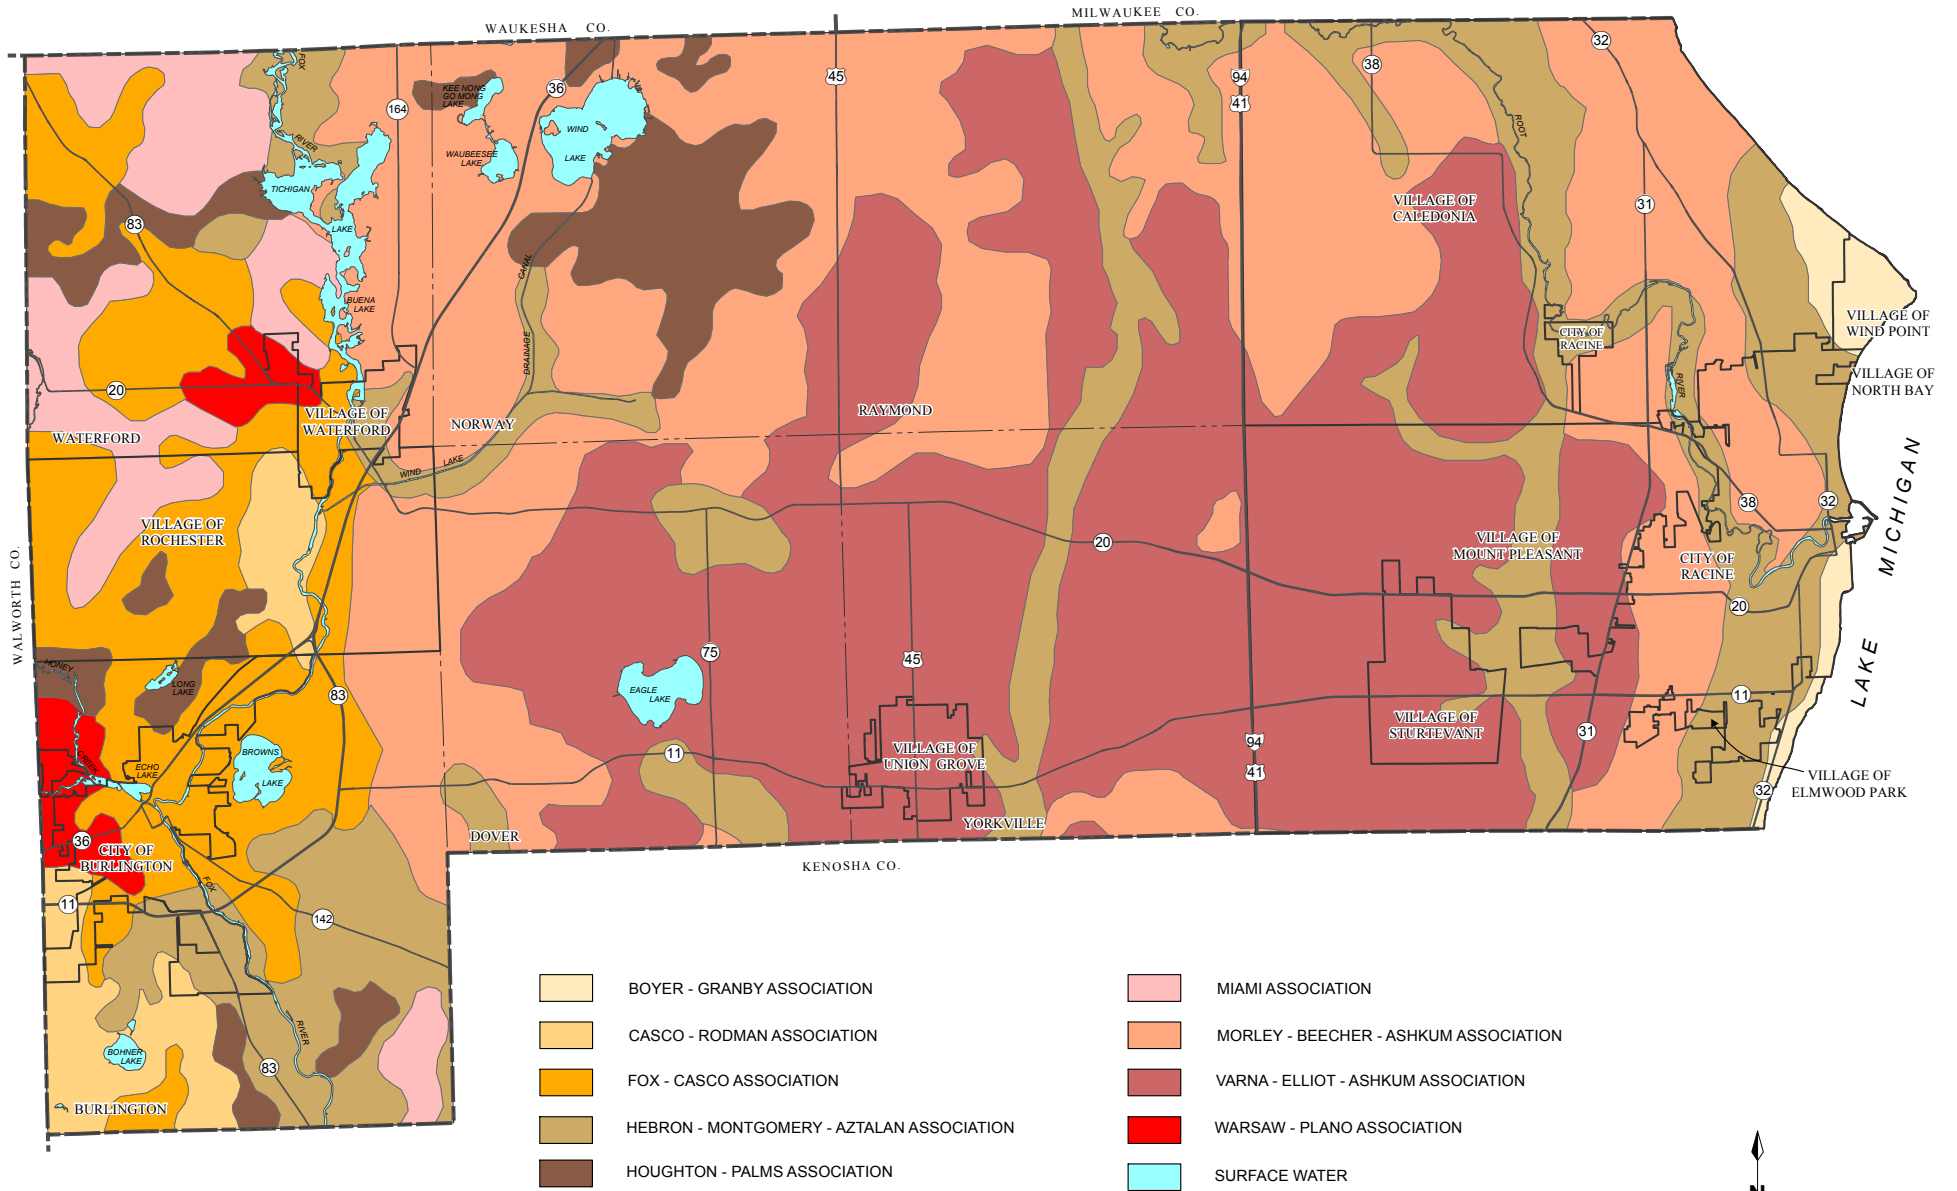 WAUKESHA CO.
MILWAUKEE CO.
WALWORTH CO.
KENOSHA CO.
LAKE MICHIGAN
FOX
RIVER
TICHIGAN
LAKE
BUENA
LAKE
KEE NONG
GO MONG
LAKE
WAUBEESEE
LAKE
WIND
LAKE
CANAL
DRAINAGE
LAKE
WIND
ROOT
RIVER
164
36
45
94
41
38
32
31
83
20
VILLAGE OF
CALEDONIA
CITY OF
RACINE
VILLAGE OF
WIND POINT
VILLAGE OF
NORTH BAY
WATERFORD
VILLAGE OF
WATERFORD
NORWAY
RAYMOND
VILLAGE OF
ROCHESTER
VILLAGE OF
MOUNT PLEASANT
CITY OF
RACINE
20
38
32
20
HONEY
CREEK
LONG
LAKE
ECHO
LAKE
BROWNS
LAKE
EAGLE
LAKE
83
75
45
11
94
41
31
11
32
VILLAGE OF
UNION GROVE
VILLAGE OF
STURTEVANT
VILLAGE OF
ELMWOOD PARK
DOVER
YORKVILLE
36
CITY OF
BURLINGTON
11
FOX
142
RIVER
BOHNER
LAKE
83
BURLINGTON
BOYER - GRANBY ASSOCIATION
CASCO - RODMAN ASSOCIATION
FOX - CASCO ASSOCIATION
HEBRON - MONTGOMERY - AZTALAN ASSOCIATION
HOUGHTON - PALMS ASSOCIATION
MIAMI ASSOCIATION
MORLEY - BEECHER - ASHKUM ASSOCIATION
VARNA - ELLIOT - ASHKUM ASSOCIATION
WARSAW - PLANO ASSOCIATION
SURFACE WATER
N